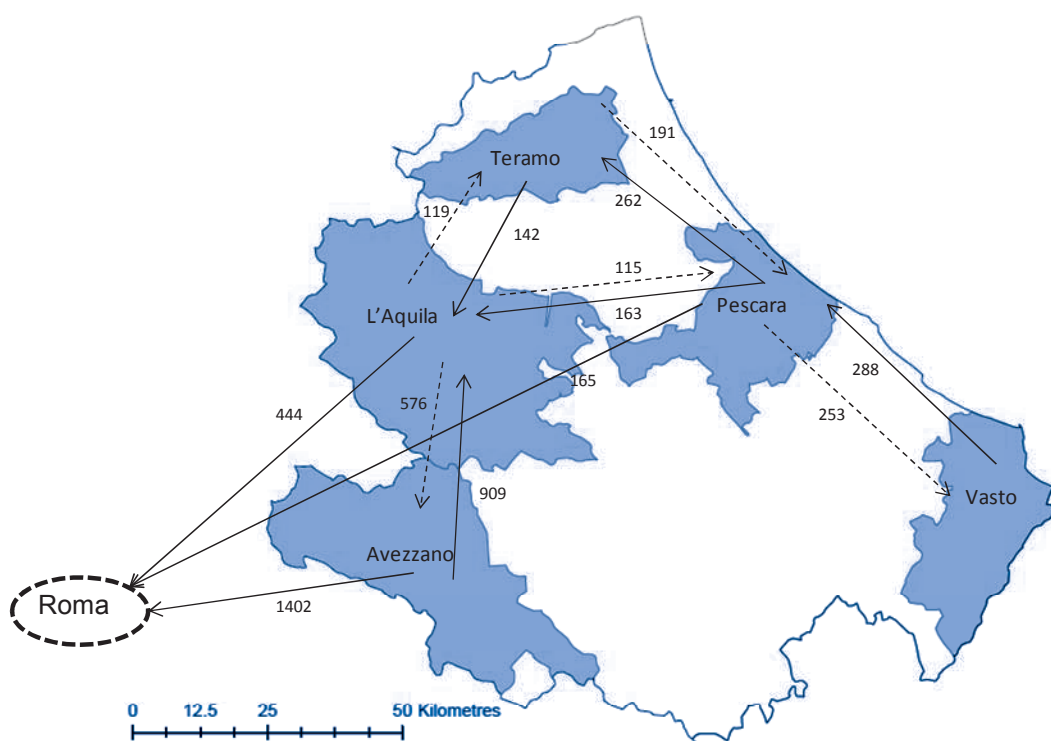 191
Teramo
262
119
142
115
L’Aquila
163
Pescara
165
288
444
576
253
909
Vasto
Avezzano
Roma
1402
0 12.5 25 50 Kilometres